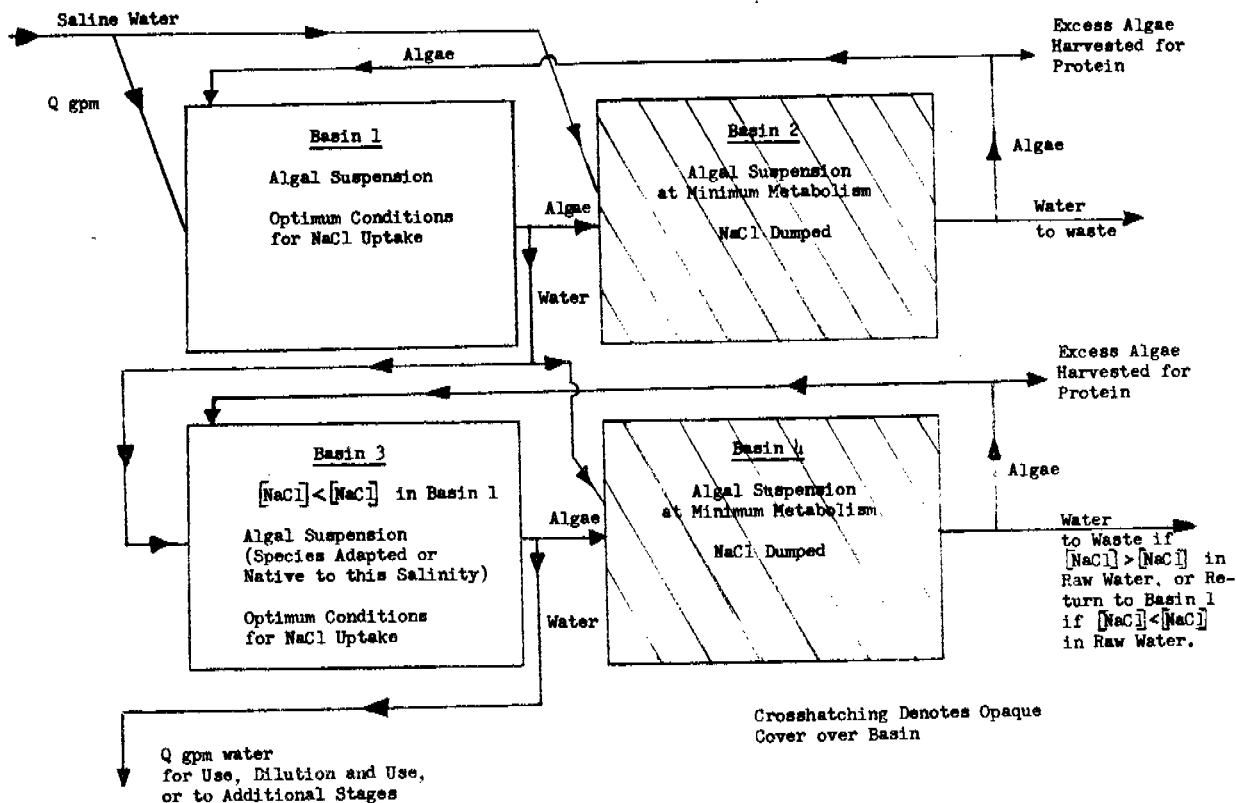 Saline Water
Q gpm
Algae
Excess Algae
Harvested for
Protein
Basin 1
Algal Suspension
Optimum Conditions
for NaCl Uptake
Algae
Water
Basin 2
Algal Suspension
at Minimum Metabolism
NaCl Dumped
Algae
Water
to waste
Excess Algae
Harvested for
Protein
Basin 3
[NaCl] < [NaCl] in Basin 1
Algal Suspension
(Species Adapted or
Native to this Salinity)
Optimum Conditions
for NaCl Uptake
Algae
Water
Basin 4
Algal Suspension
at Minimum Metabolism
NaCl Dumped
Algae
Water
to Waste if
[NaCl] > [NaCl] in
Raw Water, or Re-
turn to Basin 1
if [NaCl] < [NaCl]
in Raw Water.
Crosshatching Denotes Opaque
Cover over Basin
Q gpm water
for Use, Dilution and Use,
or to Additional Stages